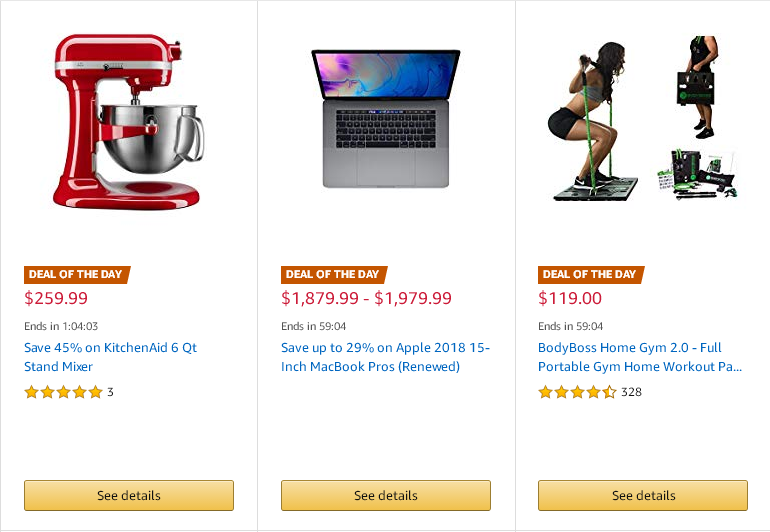 DEAL OF THE DAY
$259.99
Ends in 1:04:03
Save 45% on KitchenAid 6 Qt
Stand Mixer
3
See details
DEAL OF THE DAY
$1,879.99 - $1,979.99
Ends in 59:04
Save up to 29% on Apple 2018 15-
Inch MacBook Pros (Renewed)
See details
DEAL OF THE DAY
$119.00
Ends in 59:04
BodyBoss Home Gym 2.0 - Full
Portable Gym Home Workout Pa...
328
See details